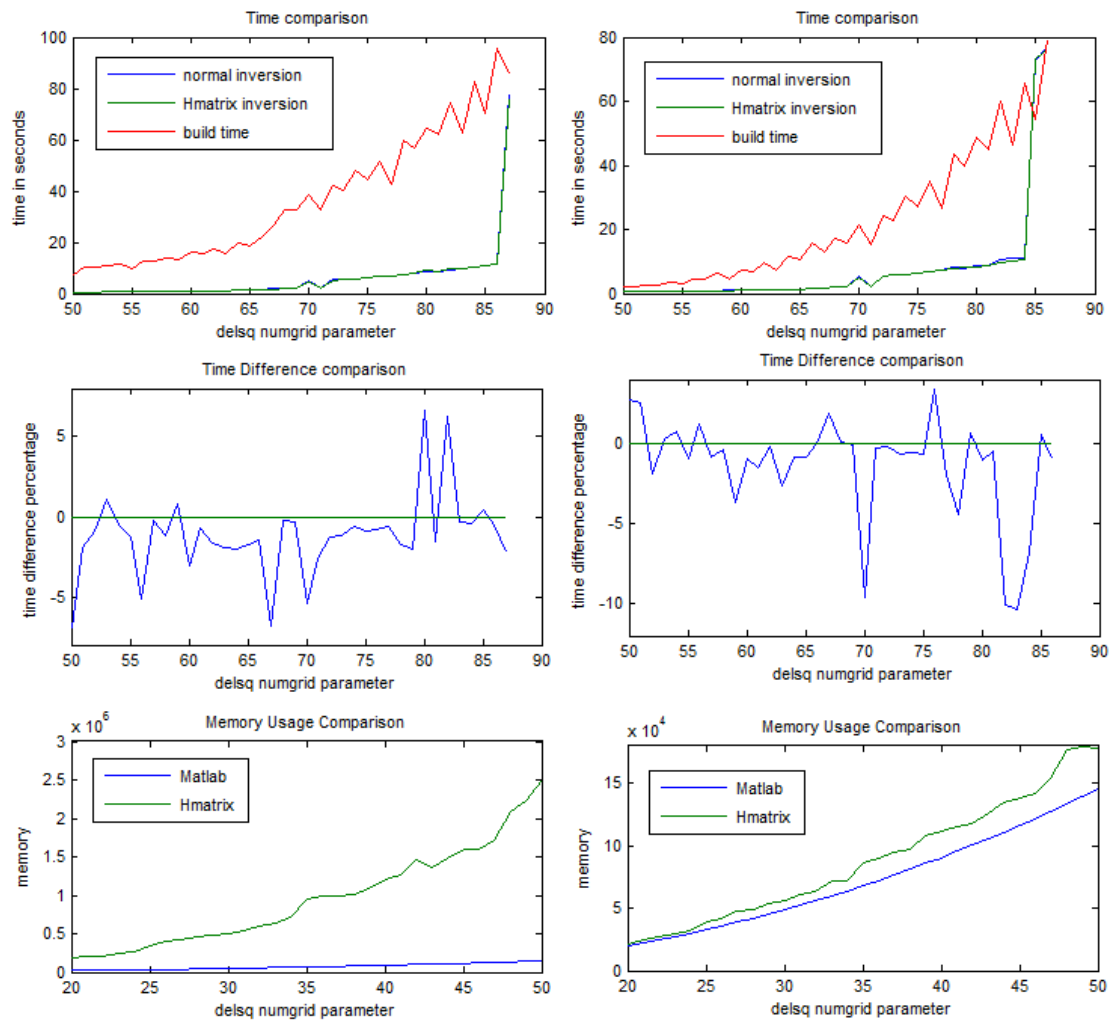 Time comparison
100
80
60
40
20
0
time in seconds
normal inversion
Hmatrix inversion
build time
50 55 60 65 70 75 80 85 90
delsq numgrid parameter
Time comparison
80
60
40
20
0
time in seconds
normal inversion
Hmatrix inversion
build time
50 55 60 65 70 75 80 85 90
delsq numgrid parameter
Time Difference comparison
5
0
-5
time difference percentage
50 55 60 65 70 75 80 85 90
delsq numgrid parameter
Time Difference comparison
0
-5
-10
time difference percentage
50 55 60 65 70 75 80 85 90
delsq numgrid parameter
x 10^6
Memory Usage Comparison
3
2.5
2
1.5
1
0.5
0
memory
Matlab
Hmatrix
20 25 30 35 40 45 50
delsq numgrid parameter
x 10^4
Memory Usage Comparison
15
10
5
0
memory
Matlab
Hmatrix
20 25 30 35 40 45 50
delsq numgrid parameter